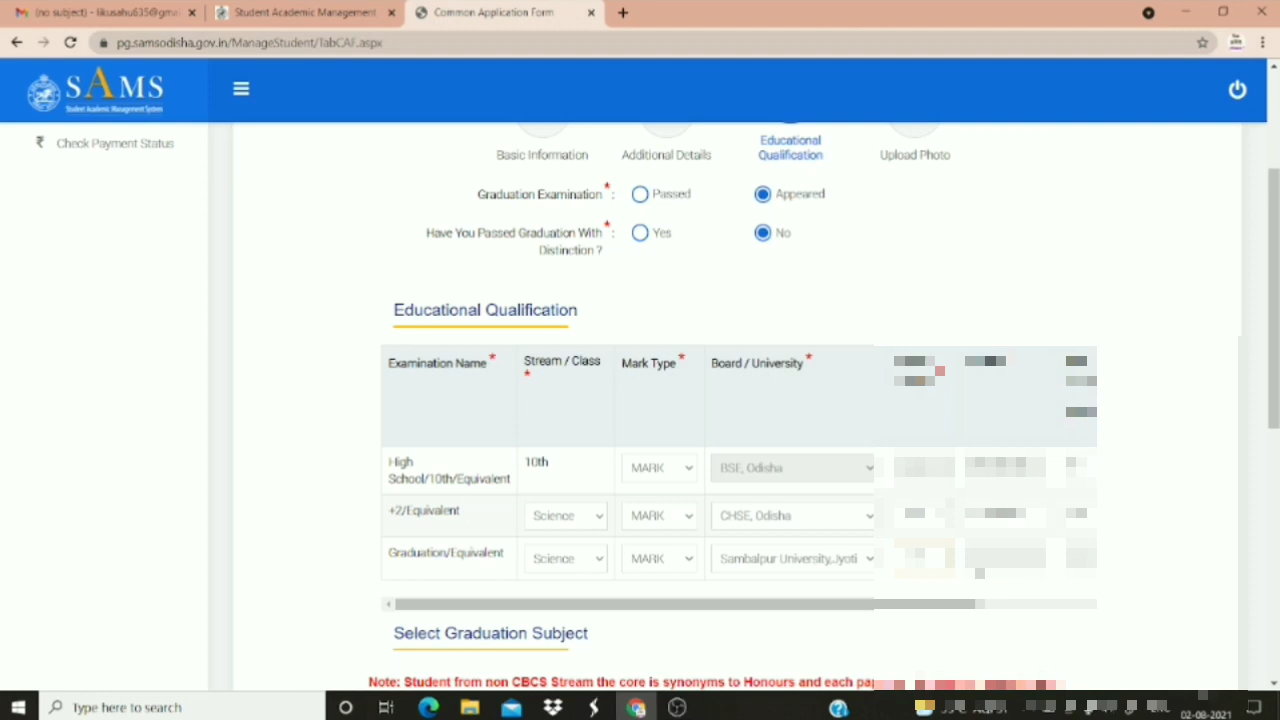 (no subject) - likusahu635@gma
Student Academic Management
Common Application Form
pg.samsodisha.gov.in/ManageStudent/TabCAF.aspx
SAMS
Student Academic Management System
₹ Check Payment Status
Basic Information
Additional Details
Educational Qualification
Upload Photo
Graduation Examination * : Passed Appeared
Have You Passed Graduation With * : Yes No
Distinction ?
Educational Qualification
Examination Name * Stream / Class * Mark Type * Board / University *
High School/10th/Equivalent 10th MARK BSE, Odisha
+2/Equivalent Science MARK CHSE, Odisha
Graduation/Equivalent Science MARK Sambalpur University,Jyoti
Select Graduation Subject
Note: Student from non CBCS Stream the core is synonyms to Honours and each pap
Type here to search
02-08-2021